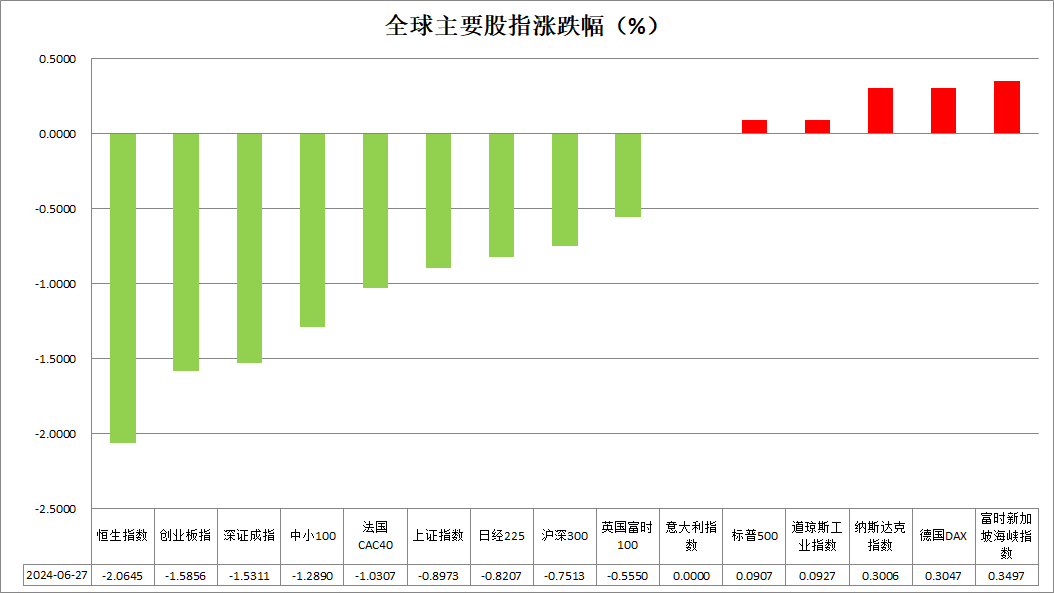 全球主要股指涨跌幅（%）
0.5000
0.0000
-0.5000
-1.0000
-1.5000
-2.0000
-2.5000
恒生指数
创业板指
深证成指
中小100
法国
CAC40
上证指数
日经225
沪深300
英国富时
100
意大利指
数
标普500
道琼斯工
业指数
纳斯达克
指数
德国DAX
富时新加
坡海峡指
数
2024-06-27 -2.0645 -1.5856 -1.5311 -1.2890 -1.0307 -0.8973 -0.8207 -0.7513 -0.5550 0.0000 0.0907 0.0927 0.3006 0.3047 0.3497